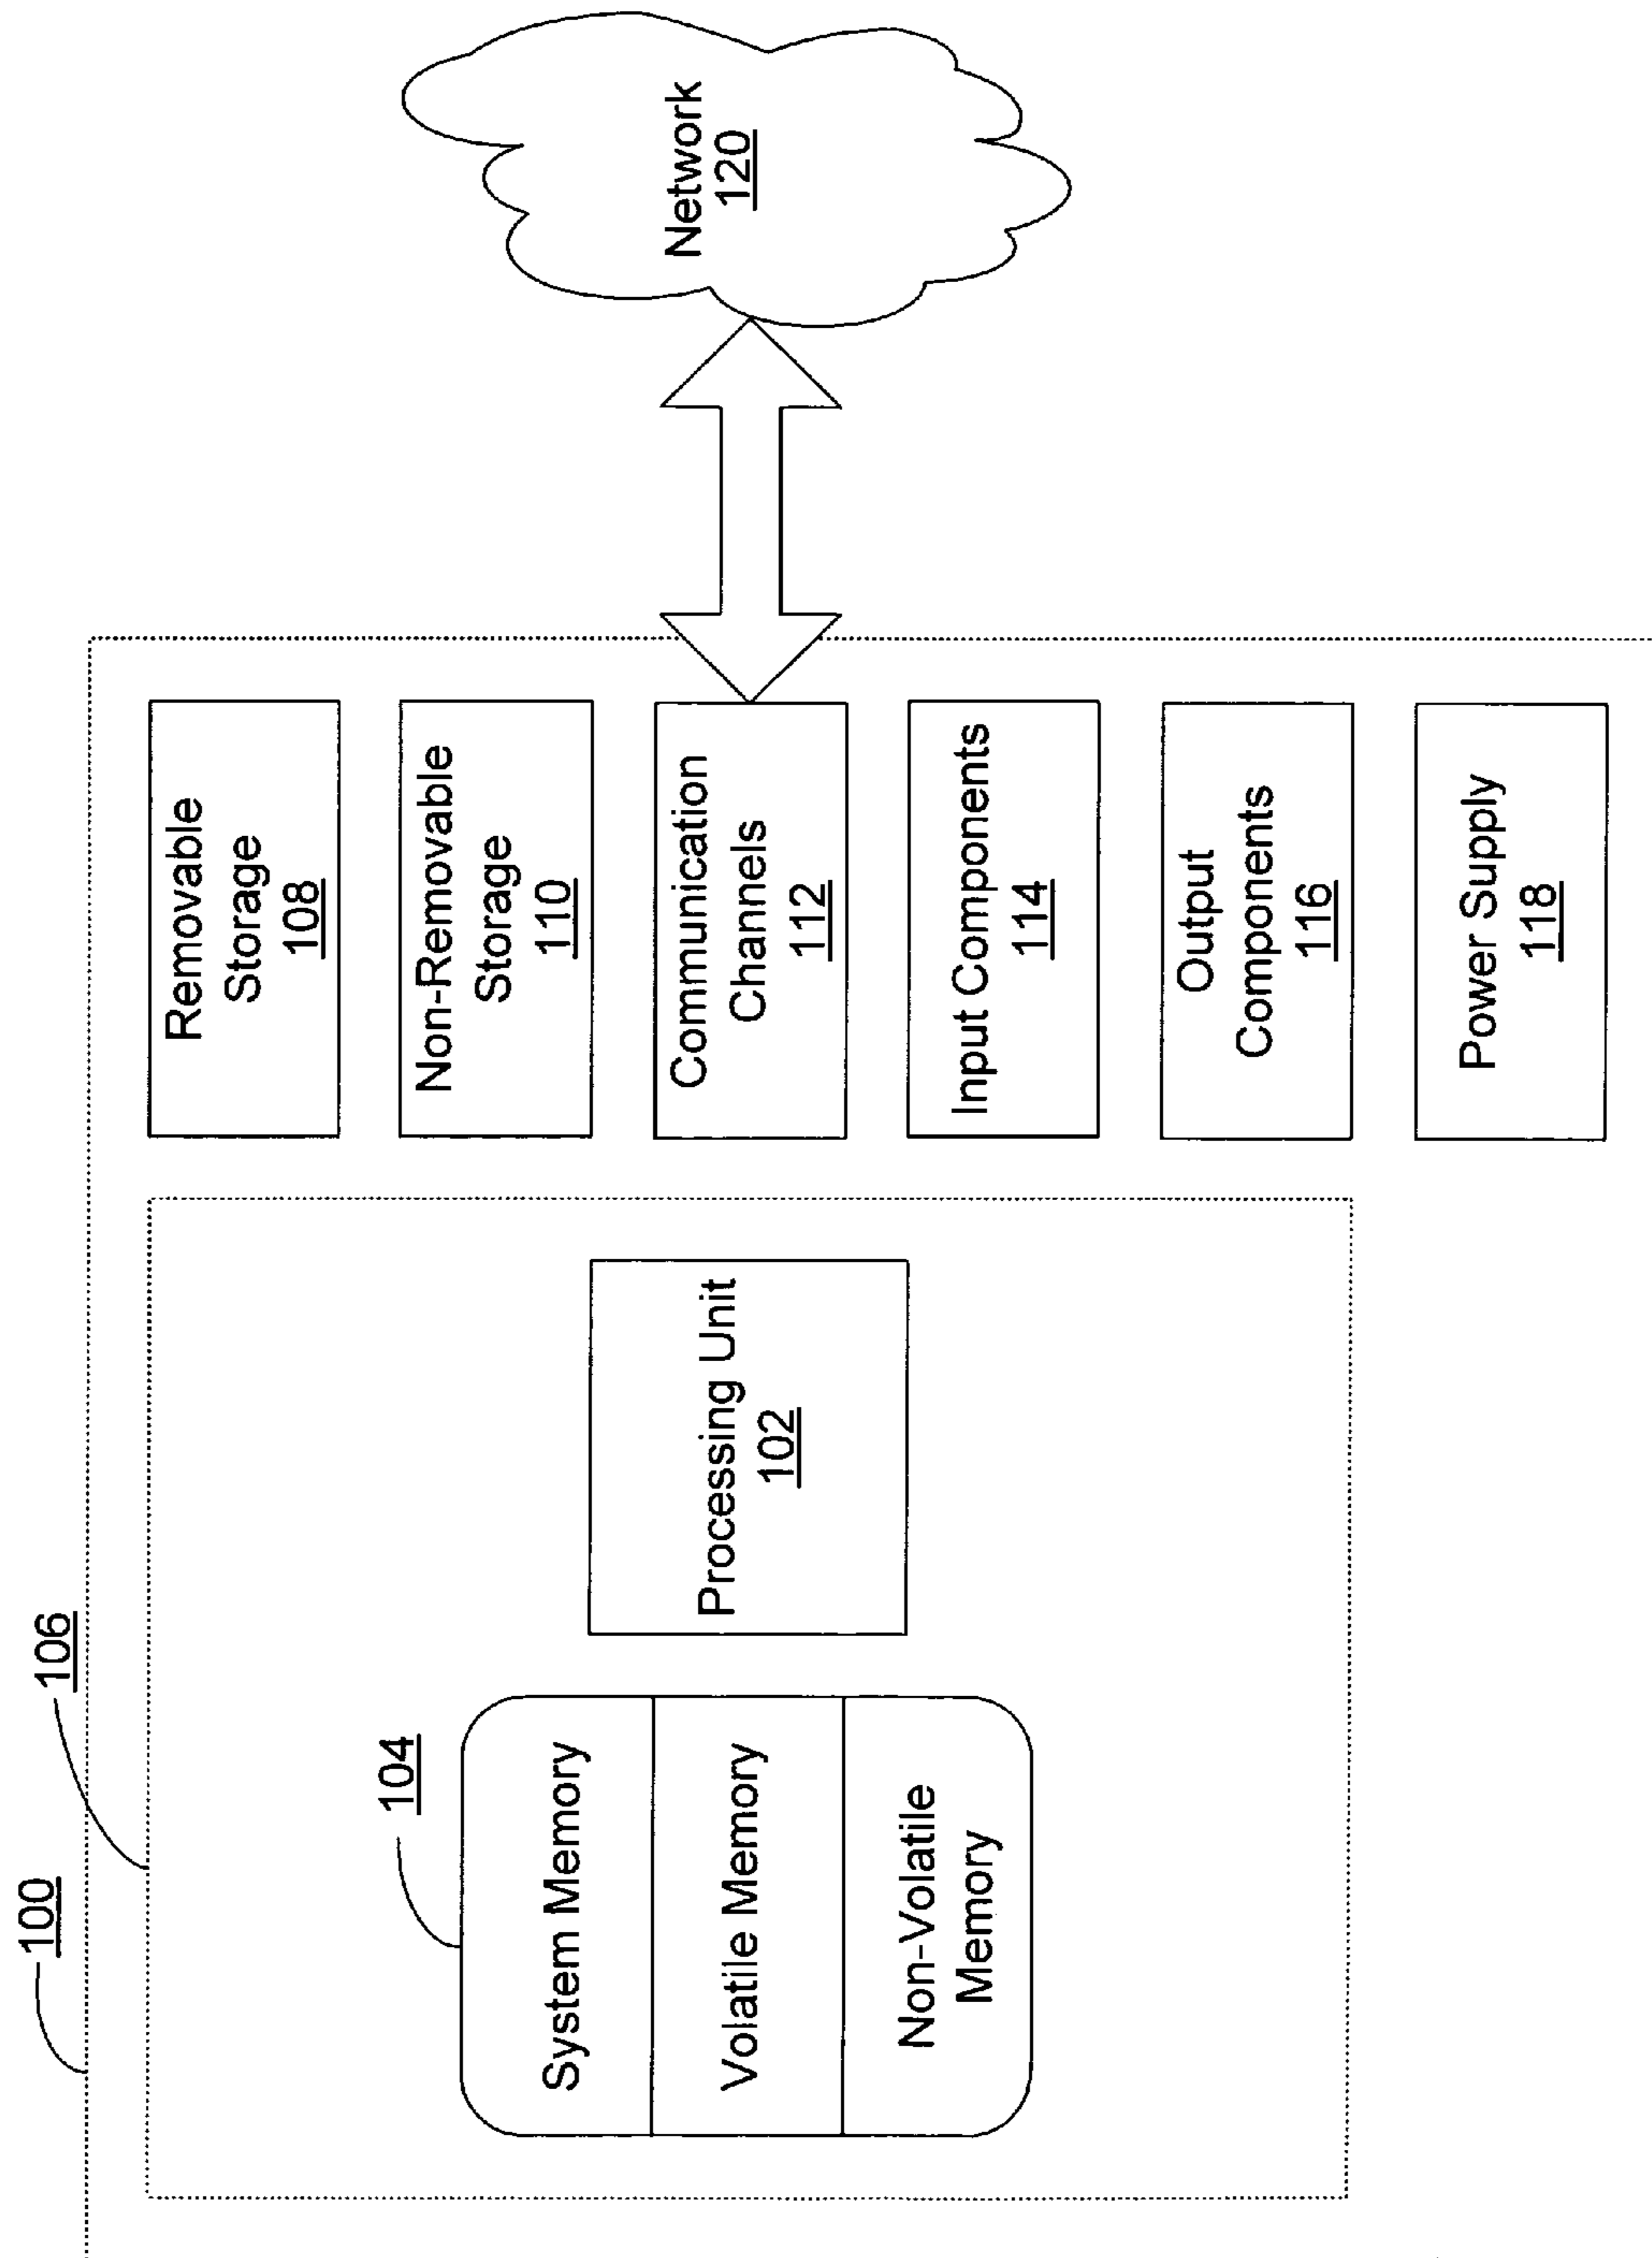 100
106
104
System Memory
Volatile Memory
Non-Volatile
Memory
Processing Unit
102
Removable
Storage
108
Non-Removable
Storage
110
Communication
Channels
112
Input Components
114
Output
Components
116
Power Supply
118
Network
120